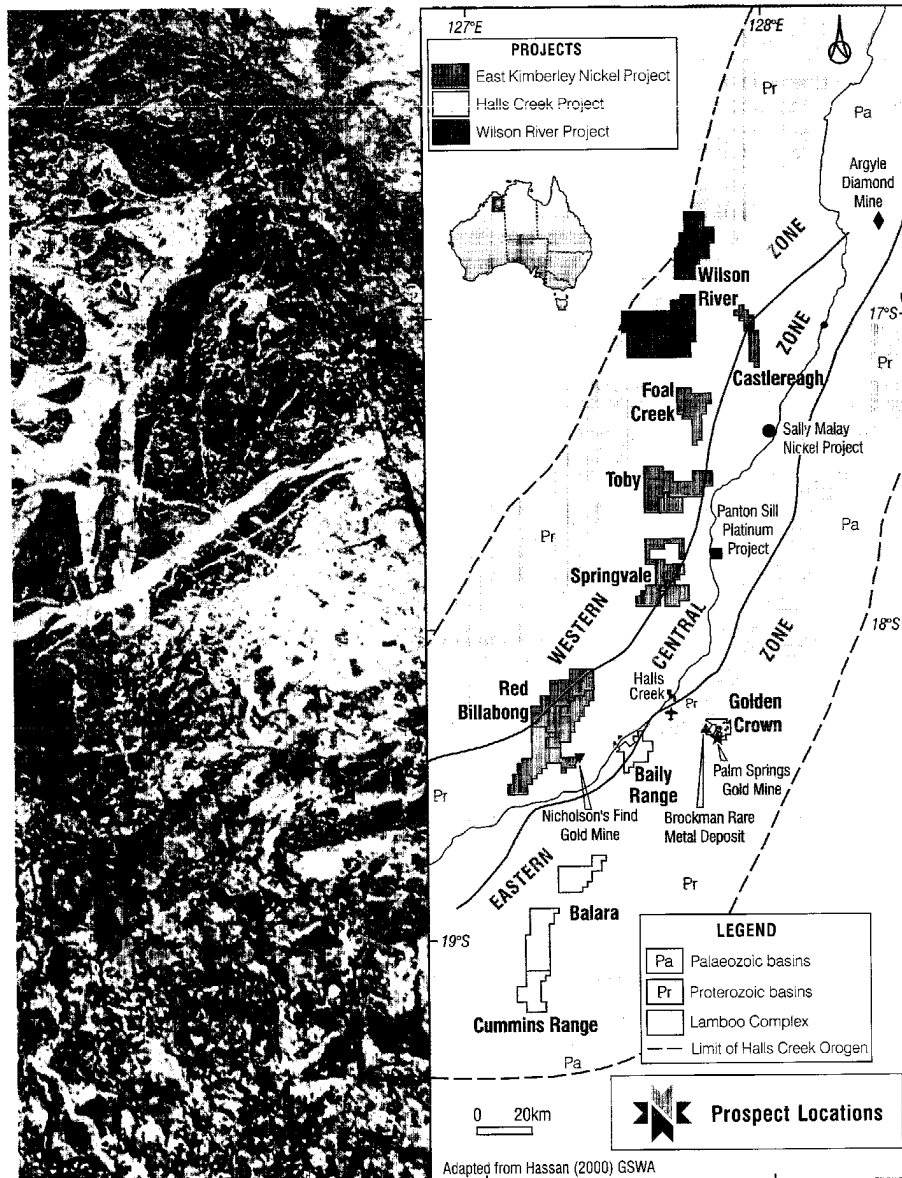 127°E
128°E
PROJECTS
East Kimberley Nickel Project
Halls Creek Project
Wilson River Project
Pr
Pa
Argyle
Diamond
Mine
ZONE
Wilson
River
17°S
ZONE
Pr
Castlereagh
Foal
Creek
Sally Malay
Nickel Project
Toby
Panton Sill
Platinum
Project
Pa
Pr
Springvale
18°S
WESTERN
CENTRAL
ZONE
Halls
Creek
Pr
Red
Billabong
Golden
Crown
Palm Springs
Gold Mine
Baily
Range
Pr
Nicholson's Find
Gold Mine
Brockman Rare
Metal Deposit
EASTERN
Pr
Balara
19°S
LEGEND
Pa Palaeozoic basins
Pr Proterozoic basins
Lamboo Complex
Limit of Halls Creek Orogen
Cummins Range
Pa
0 20km
Prospect Locations
Adapted from Hassan (2000) GSWA